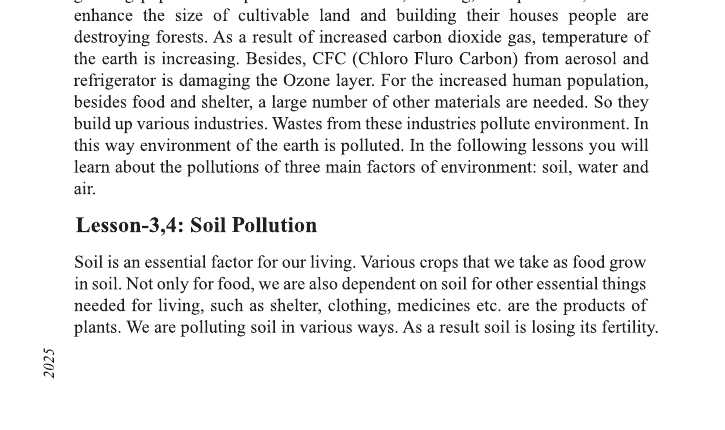 enhance the size of cultivable land and building their houses people are
destroying forests. As a result of increased carbon dioxide gas, temperature of
the earth is increasing. Besides, CFC (Chloro Fluro Carbon) from aerosol and
refrigerator is damaging the Ozone layer. For the increased human population,
besides food and shelter, a large number of other materials are needed. So they
build up various industries. Wastes from these industries pollute environment. In
this way environment of the earth is polluted. In the following lessons you will
learn about the pollutions of three main factors of environment: soil, water and
air.
Lesson-3,4: Soil Pollution
Soil is an essential factor for our living. Various crops that we take as food grow
in soil. Not only for food, we are also dependent on soil for other essential things
needed for living, such as shelter, clothing, medicines etc. are the products of
plants. We are polluting soil in various ways. As a result soil is losing its fertility.
2025